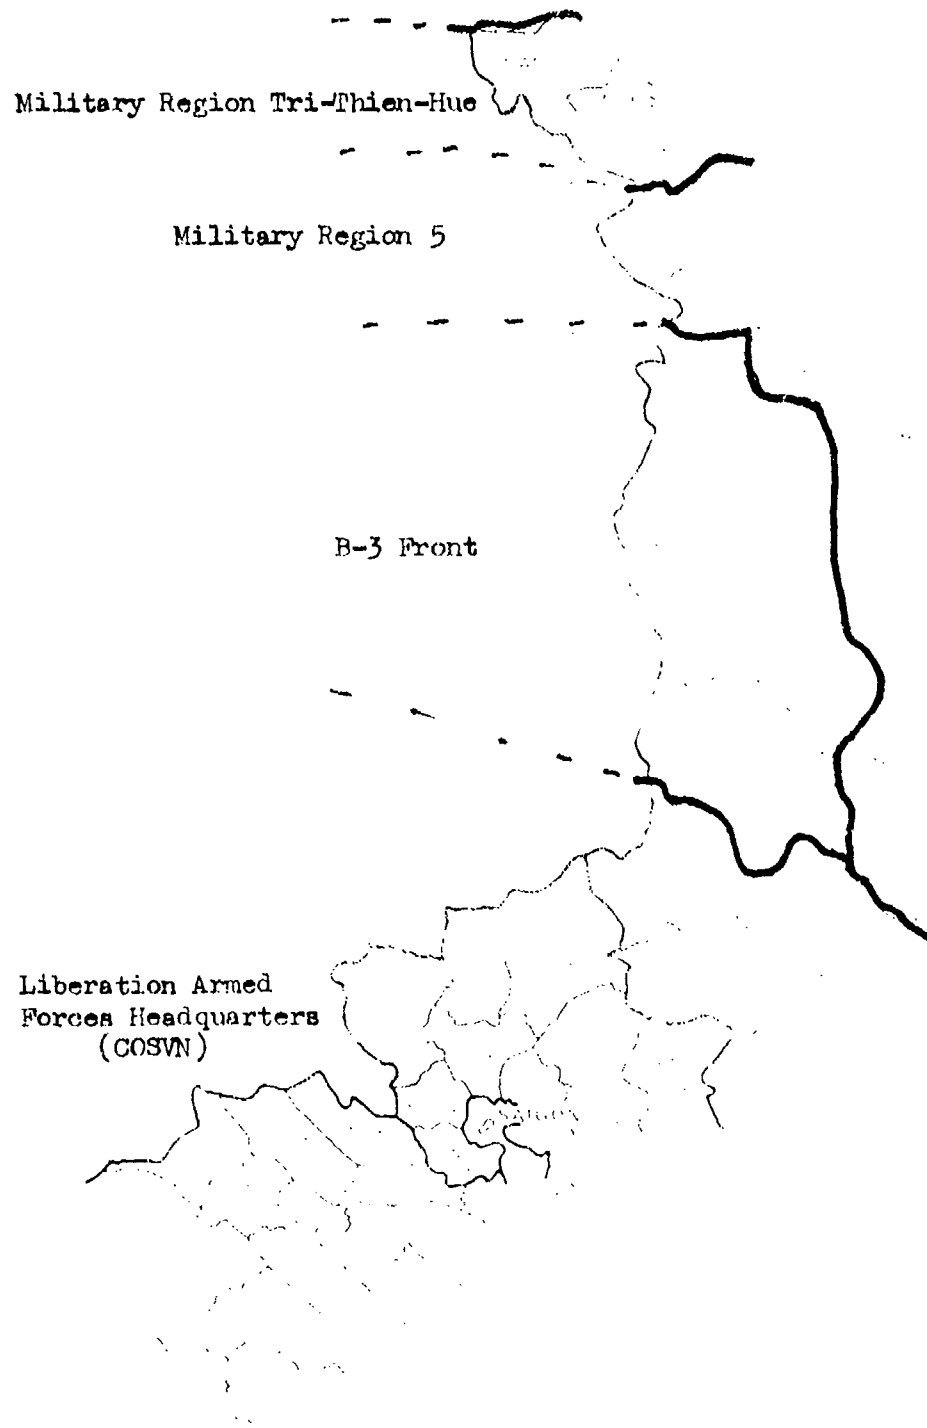 Military Region Tri-Thien-Hue
Military Region 5
B-3 Front
Liberation Armed
Forces Headquarters
(COSVN)